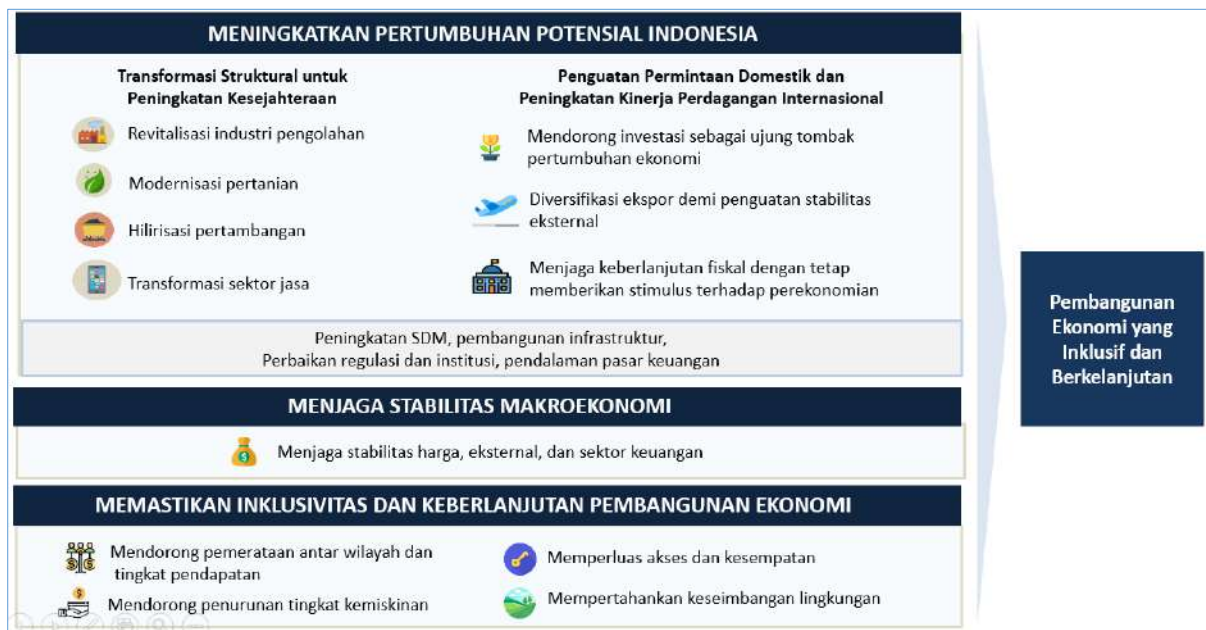 MENINGKATKAN PERTUMBUHAN POTENSIAL INDONESIA
Transformasi Struktural untuk
Peningkatan Kesejahteraan
Revitalisasi industri pengolahan
Modernisasi pertanian
Hilirisasi pertambangan
Transformasi sektor jasa
Penguatan Permintaan Domestik dan
Peningkatan Kinerja Perdagangan Internasional
Mendorong investasi sebagai ujung tombak
pertumbuhan ekonomi
Diversifikasi ekspor demi penguatan stabilitas
eksternal
Menjaga keberlanjutan fiskal dengan tetap
memberikan stimulus terhadap perekonomian
Peningkatan SDM, pembangunan infrastruktur,
Perbaikan regulasi dan institusi, pendalaman pasar keuangan
MENJAGA STABILITAS MAKROEKONOMI
Menjaga stabilitas harga, eksternal, dan sektor keuangan
MEMASTIKAN INKLUSIVITAS DAN KEBERLANJUTAN PEMBANGUNAN EKONOMI
Mendorong pemerataan antar wilayah dan
tingkat pendapatan
Mendorong penurunan tingkat kemiskinan
Memperluas akses dan kesempatan
Mempertahankan keseimbangan lingkungan
Pembangunan
Ekonomi yang
Inklusif dan
Berkelanjutan